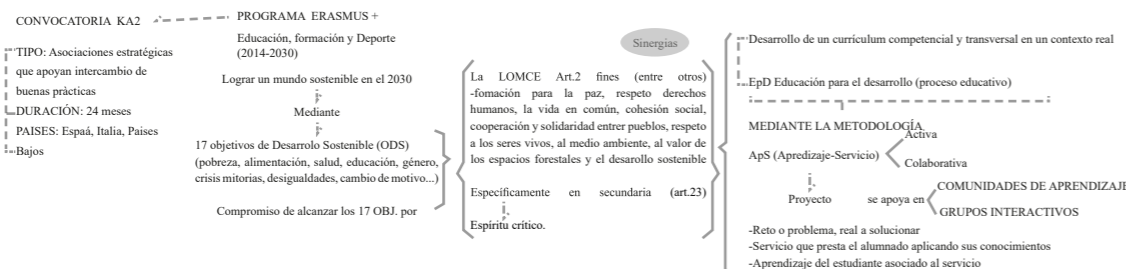 CONVOCATORIA KA2
TIPO: Asociaciones estratégicas
que apoyan intercambio de
buenas pràcticas
DURACIÓN: 24 meses
PAISES: Espaá, Italia, Paises
Bajos
PROGRAMA ERASMUS +
Educación, formación y Deporte
(2014-2030)
Lograr un mundo sostenible en el 2030
Mediante
17 objetivos de Desarrolo Sostenible (ODS)
(pobreza, alimentación, salud, educación, género,
crisis mitorias, desigualdades, cambio de motivo...)
Compromiso de alcanzar los 17 OBJ. por
Sinergias
La LOMCE Art.2 fines (entre otros)
-fomación para la paz, respeto derechos
humanos, la vida en común, cohesión social,
cooperación y solidaridad entrer pueblos, respeto
a los seres vivos, al medio ambiente, al valor de
los espacios forestales y el desarollo sostenible
Específicamente en secundaria (art.23)
Espíritu crítico.
Desarrollo de un currículum competencial y transversal en un contexto real
EpD Educación para el desarrollo (proceso educativo)
MEDIANTE LA METODOLOGÍA
Activa
ApS (Apredizaje-Servicio)
Colaborativa
Proyecto
se apoya en
COMUNIDADES DE APRENDIZAJE
GRUPOS INTERACTIVOS
-Reto o problema, real a solucionar
-Servicio que presta el alumnado aplicando sus conocimientos
-Aprendizaje del estudiante asociado al servicio